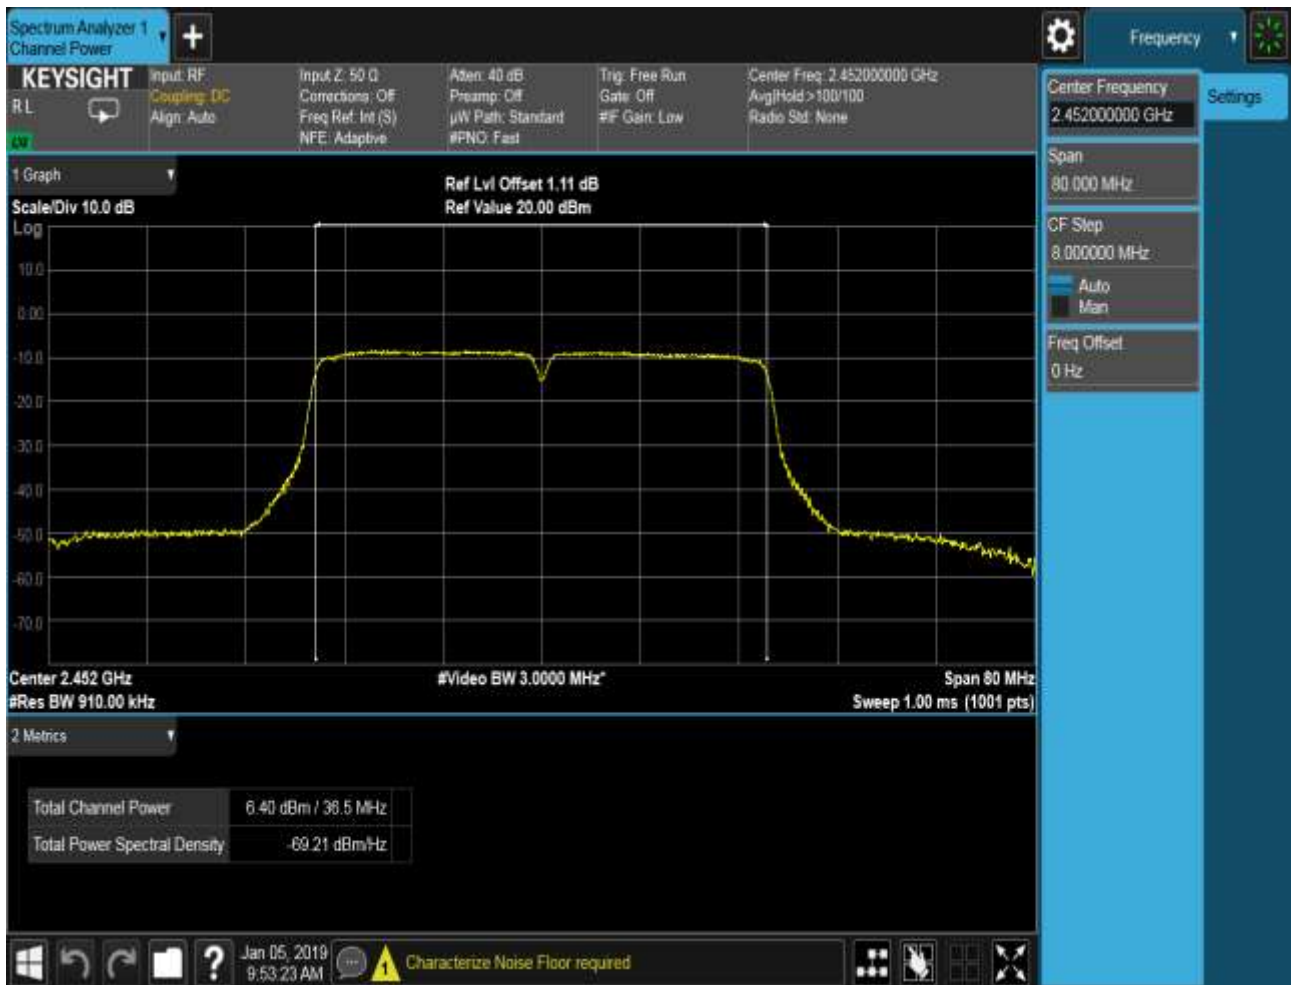 Spectrum Analyzer 1
Channel Power
Frequency
KEYSIGHT
R L
Input: RF
Coupling: DC
Align: Auto
Input Z: 50 Ω
Corrections: Off
Freq Ref: Int (S)
NFE: Adaptive
Atten: 40 dB
Preamp: Off
µW Path: Standard
#PNO: Fast
Trig: Free Run
Gate: Off
#IF Gain: Low
Center Freq: 2.452000000 GHz
Avg|Hold >100/100
Radio Std: None
Center Frequency
2.452000000 GHz
Settings
Span
80.000 MHz
CF Step
8.000000 MHz
Auto
Man
Freq Offset
0 Hz
1 Graph
Ref Lvl Offset 1.11 dB
Scale/Div 10.0 dB
Ref Value 20.00 dBm
Log
10.0
0.00
-10.0
-20.0
-30.0
-40.0
-50.0
-60.0
-70.0
Center 2.452 GHz
#Video BW 3.0000 MHz*
Span 80 MHz
#Res BW 910.00 kHz
Sweep 1.00 ms (1001 pts)
2 Metrics
Total Channel Power 6.40 dBm / 36.5 MHz
Total Power Spectral Density -69.21 dBm/Hz
?
Jan 05, 2019
9:53:23 AM
1
Characterize Noise Floor required